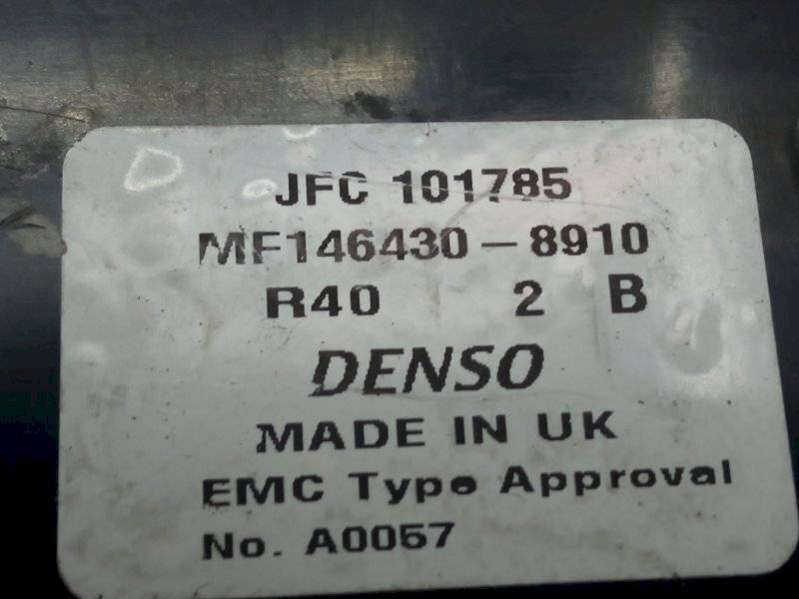 JFC 101785
MF146430-8910
R40 2 B
DENSO
MADE IN UK
EMC Type Approval
No. A0057